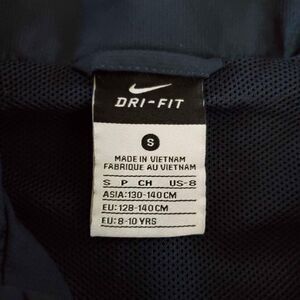 DRI-FIT
S
MADE IN VIETNAM
FABRIQUE AU VIETNAM
S P CH US-8
ASIA:130-140CM
EU:128-140CM
EU:8-10 YRS